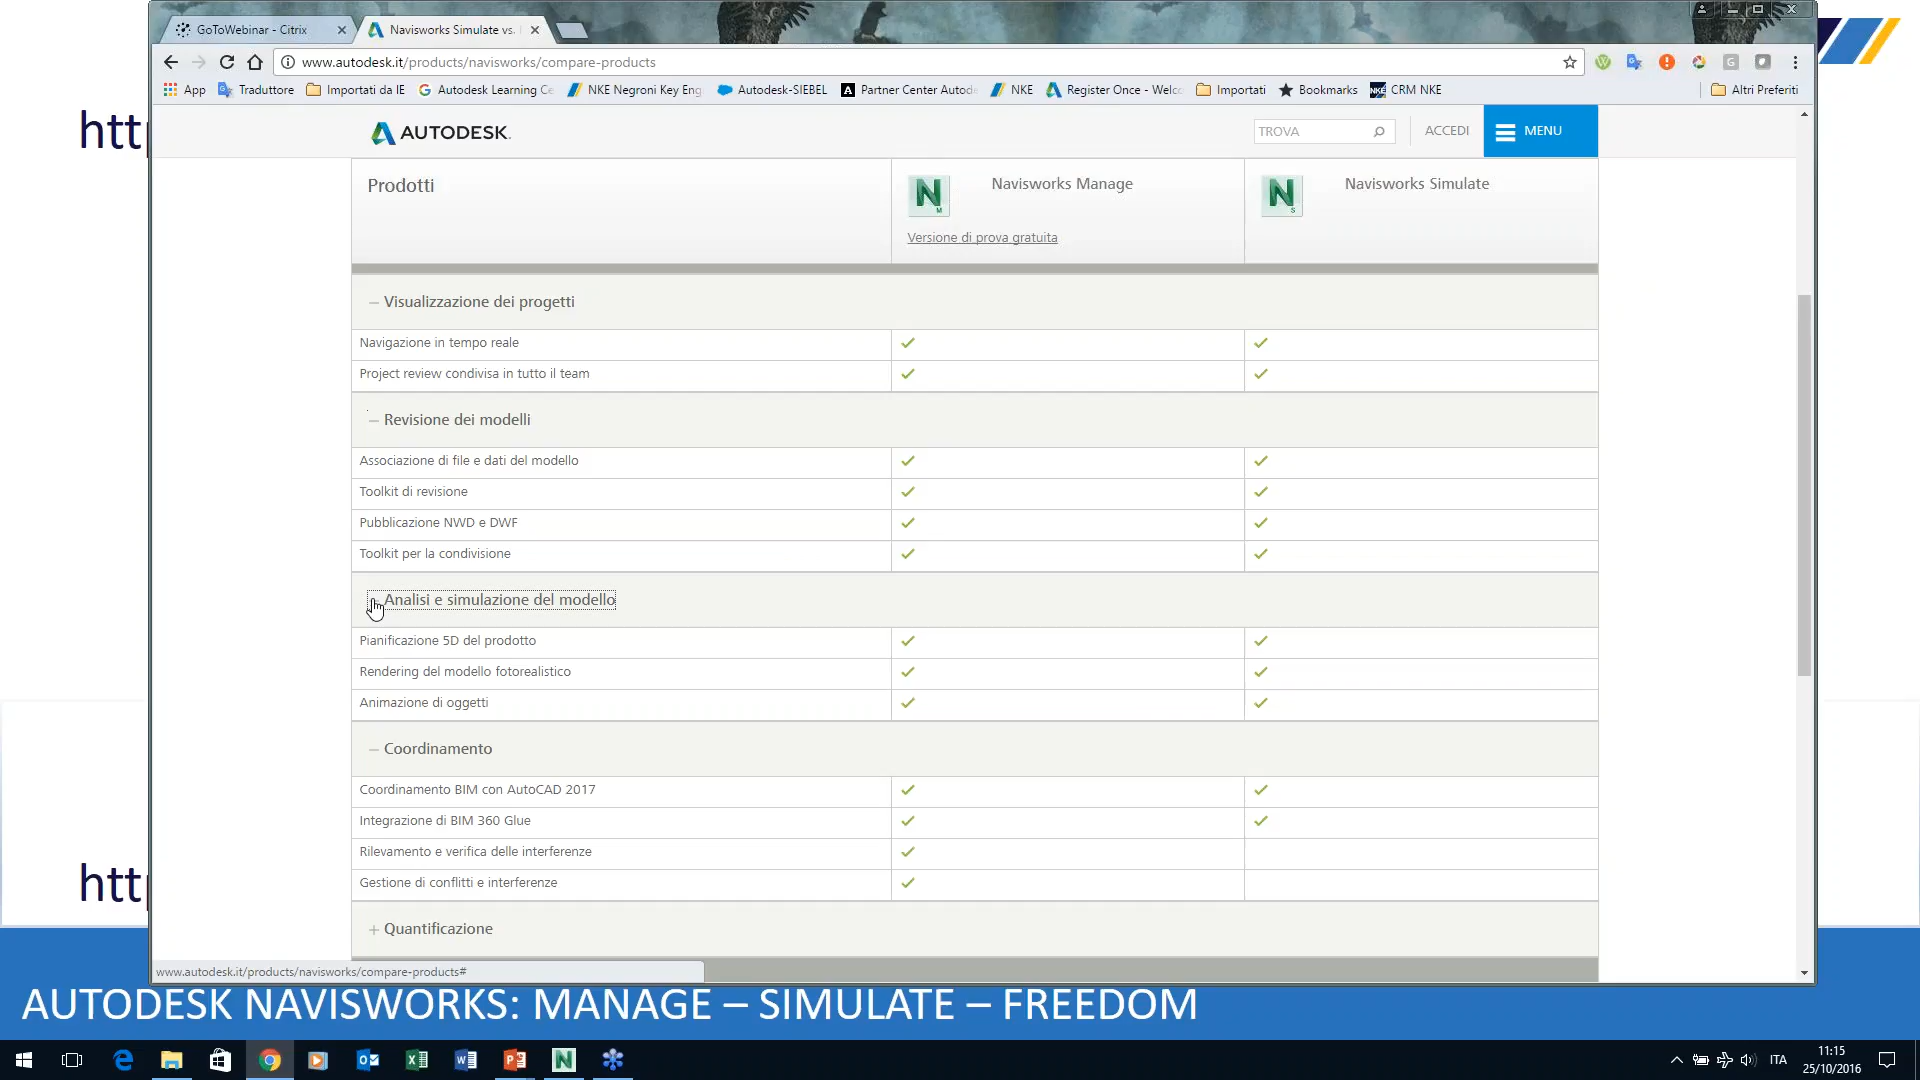 GoToWebinar - Citrix
Navisworks Simulate vs.
www.autodesk.it/products/navisworks/compare-products
App
Traduttore
Importati da IE
Autodesk Learning Ce
NKE Negroni Key Eng
Autodesk-SIEBEL
Partner Center Autod
NKE
Register Once - Welc
Importati
Bookmarks
CRM NKE
Altri Preferiti
AUTODESK.
TROVA
ACCEDI
MENU
Prodotti
Navisworks Manage
Navisworks Simulate
Versione di prova gratuita
– Visualizzazione dei progetti
Navigazione in tempo reale
Project review condivisa in tutto il team
– Revisione dei modelli
Associazione di file e dati del modello
Toolkit di revisione
Pubblicazione NWD e DWF
Toolkit per la condivisione
Analisi e simulazione del modello
Pianificazione 5D del prodotto
Rendering del modello fotorealistico
Animazione di oggetti
– Coordinamento
Coordinamento BIM con AutoCAD 2017
Integrazione di BIM 360 Glue
Rilevamento e verifica delle interferenze
Gestione di conflitti e interferenze
+ Quantificazione
www.autodesk.it/products/navisworks/compare-products#
htt
htt
AUTODESK NAVISWORKS: MANAGE – SIMULATE – FREEDOM
ITA
11:15
25/10/2016